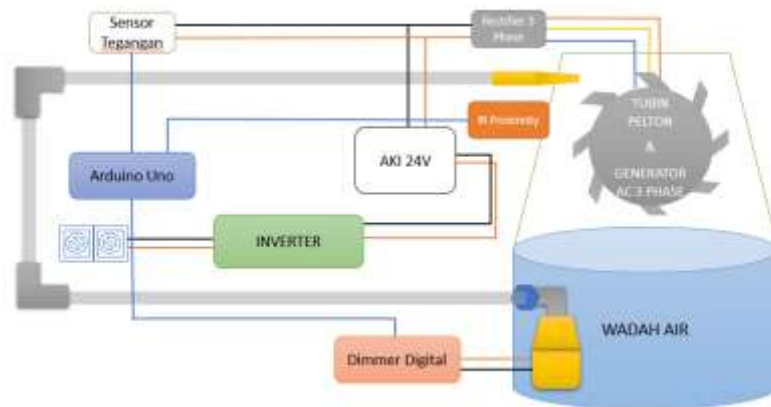 Sensor
Tegangan
Rectifier 3
Phase
IR Proximity
TUBIN
PELTON
&
GENERATOR
AC 3 PHASE
AKI 24V
Arduino Uno
INVERTER
WADAH AIR
Dimmer Digital